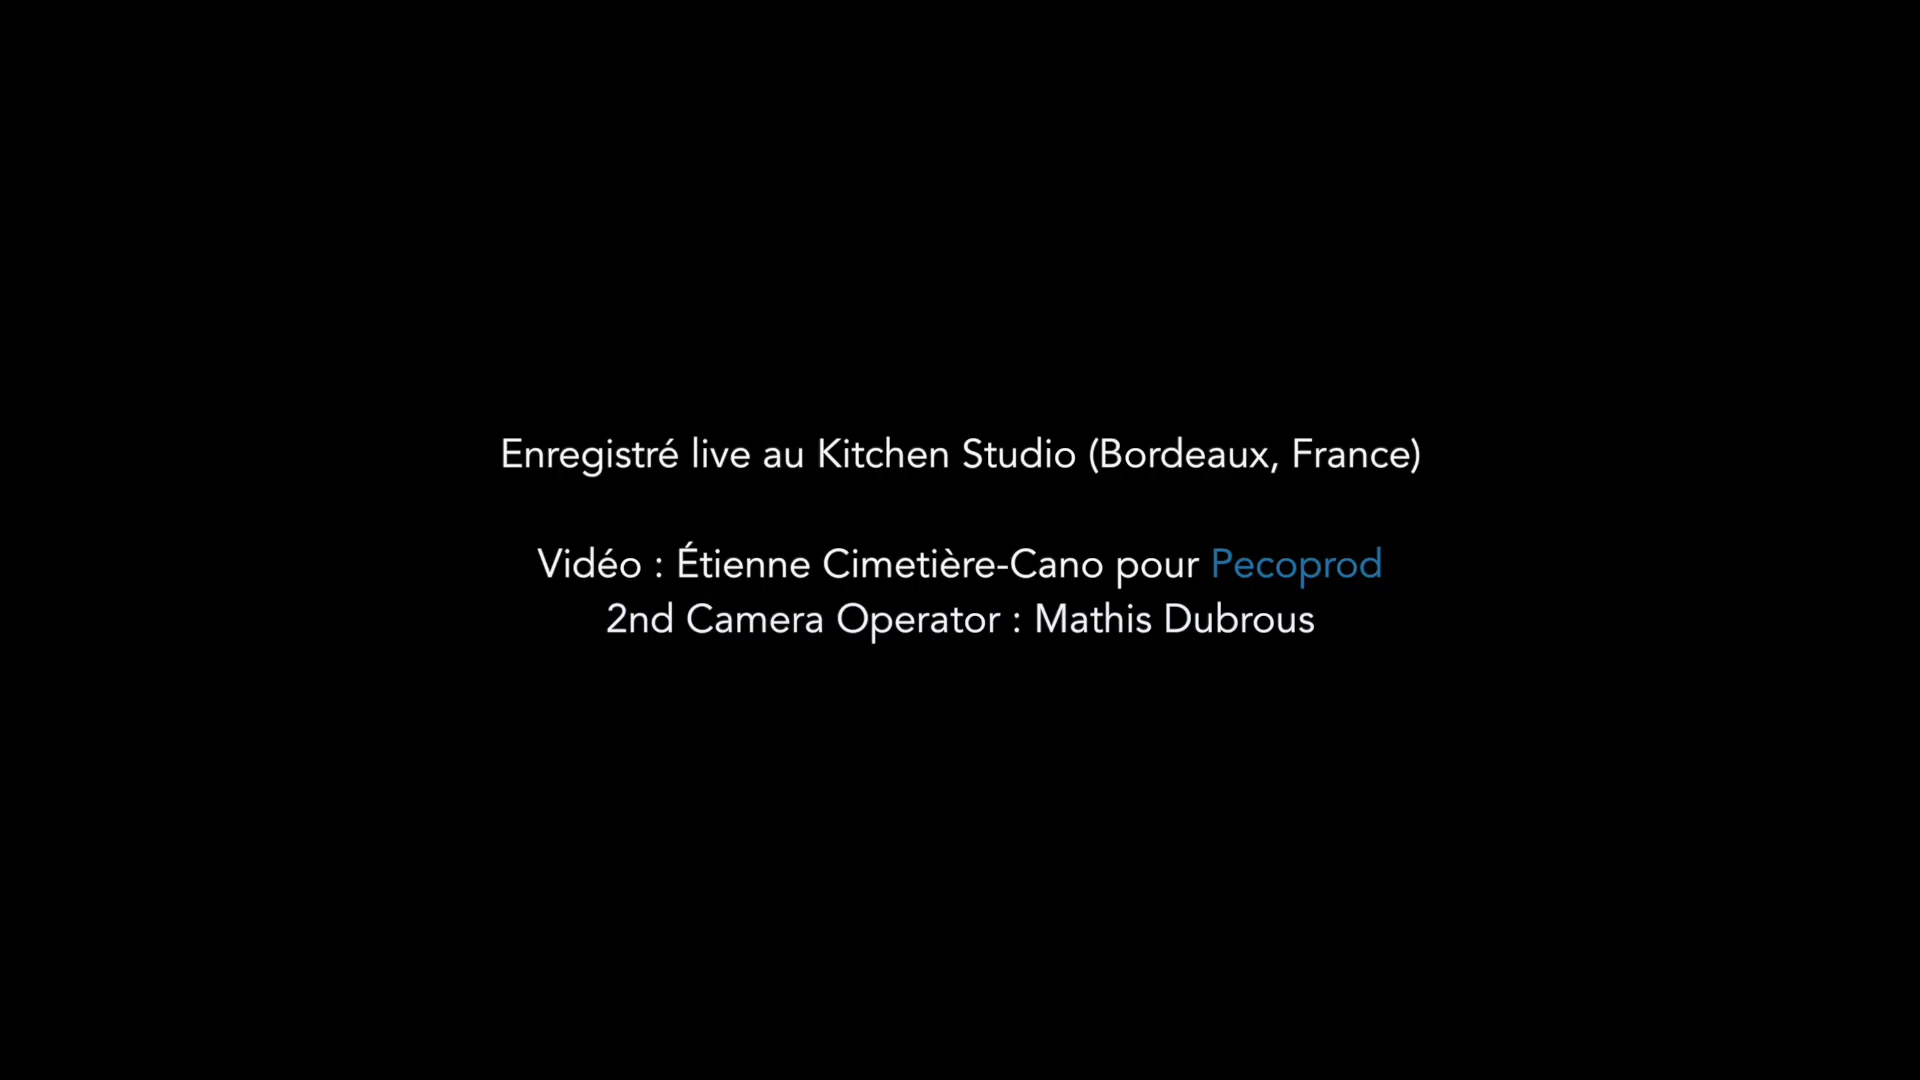 Enregistré live au Kitchen Studio (Bordeaux, France)
Vidéo : Étienne Cimetière-Cano pour Pecoprod
2nd Camera Operator : Mathis Dubrous